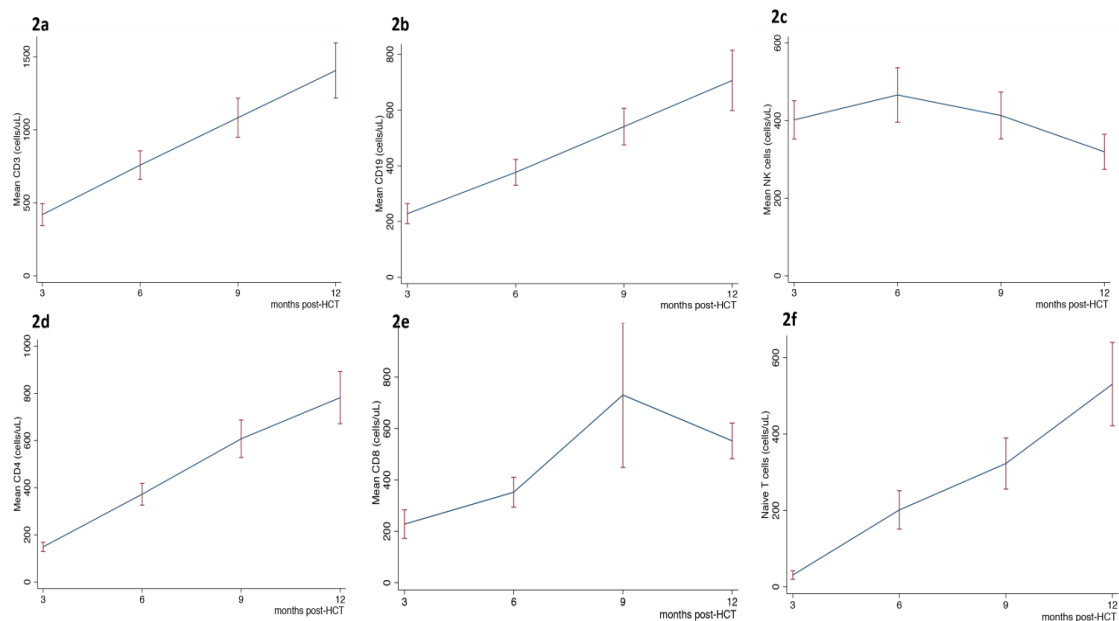 2a
Mean CD3 (cells/uL)
1500
1000
500
0
3 6 9 12
months post-HCT
2b
Mean CD19 (cells/uL)
800
600
400
200
0
3 6 9 12
months post-HCT
2c
Mean NK cells (cells/uL)
600
400
200
0
3 6 9 12
months post-HCT
2d
Mean CD4 (cells/uL)
1000
800
600
400
200
0
3 6 9 12
months post-HCT
2e
Mean CD8 (cells/uL)
800
600
400
200
0
3 6 9 12
months post-HCT
2f
Naive T cells (cells/uL)
600
400
200
0
3 6 9 12
months post-HCT